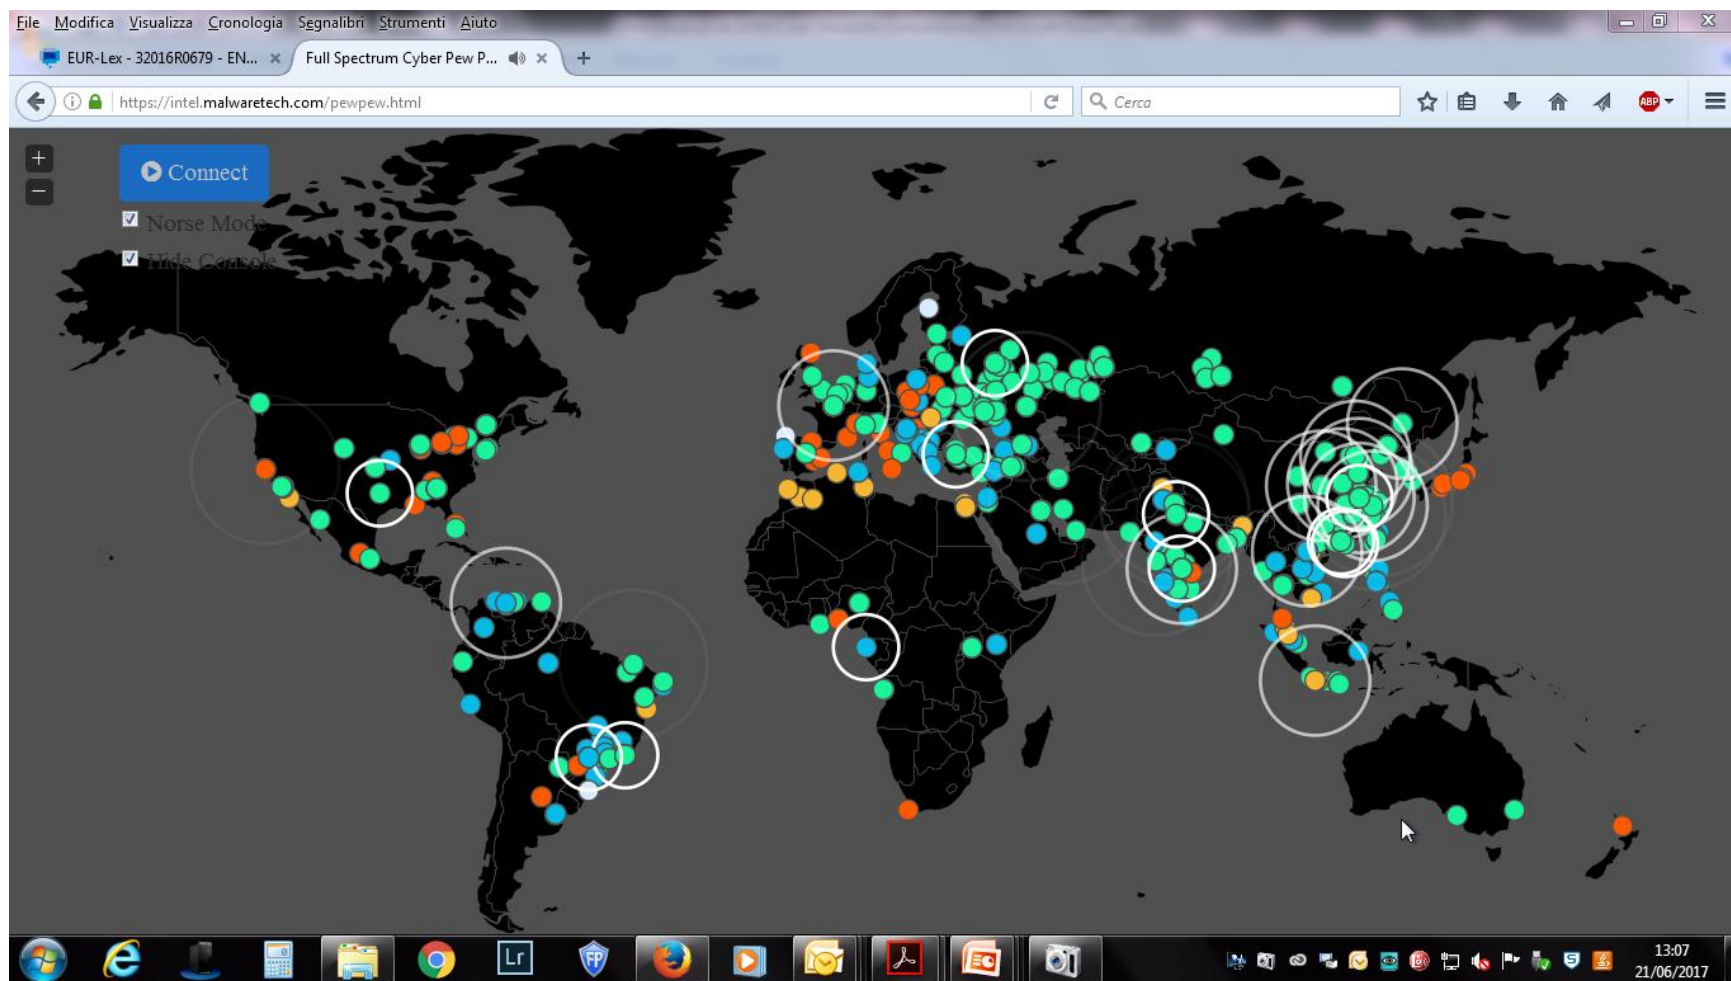 File Modifica Visualizza Cronologia Segnalibri Strumenti Aiuto
EUR-Lex - 32016R0679 - EN... × Full Spectrum Cyber Pew P... × +
https://intel.malwaretech.com/pewpew.html Cerca ABP
+
−
Connect
Norse Mode
Hide Console
Lr FP
13:07
21/06/2017